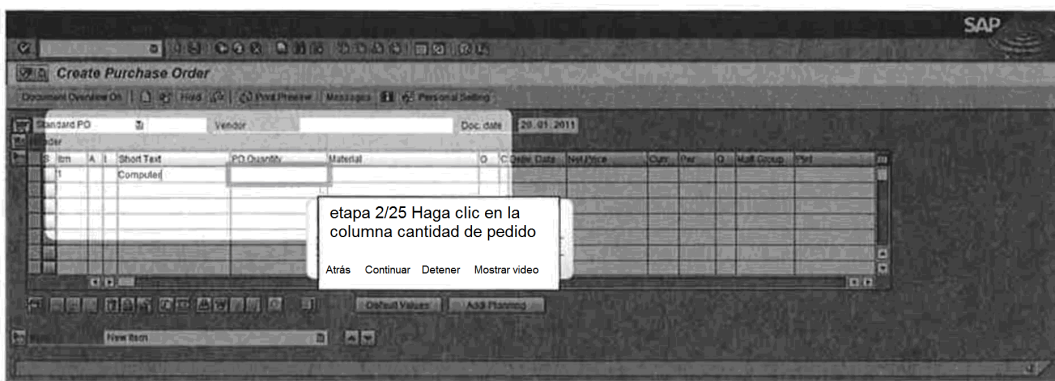 SAP
Create Purchase Order
Document Overview On Hold Print Preview Messages Personal Setting
Standard PO Vendor Doc. date 20.01.2011
Header
S Itm A I Short Text PO Quantity Material O C Deliv. Date Net Price Curr. Per O Matl Group Plnt
1 Computer
etapa 2/25 Haga clic en la
columna cantidad de pedido
Atrás Continuar Detener Mostrar video
Default Values Addl Planning
New Item